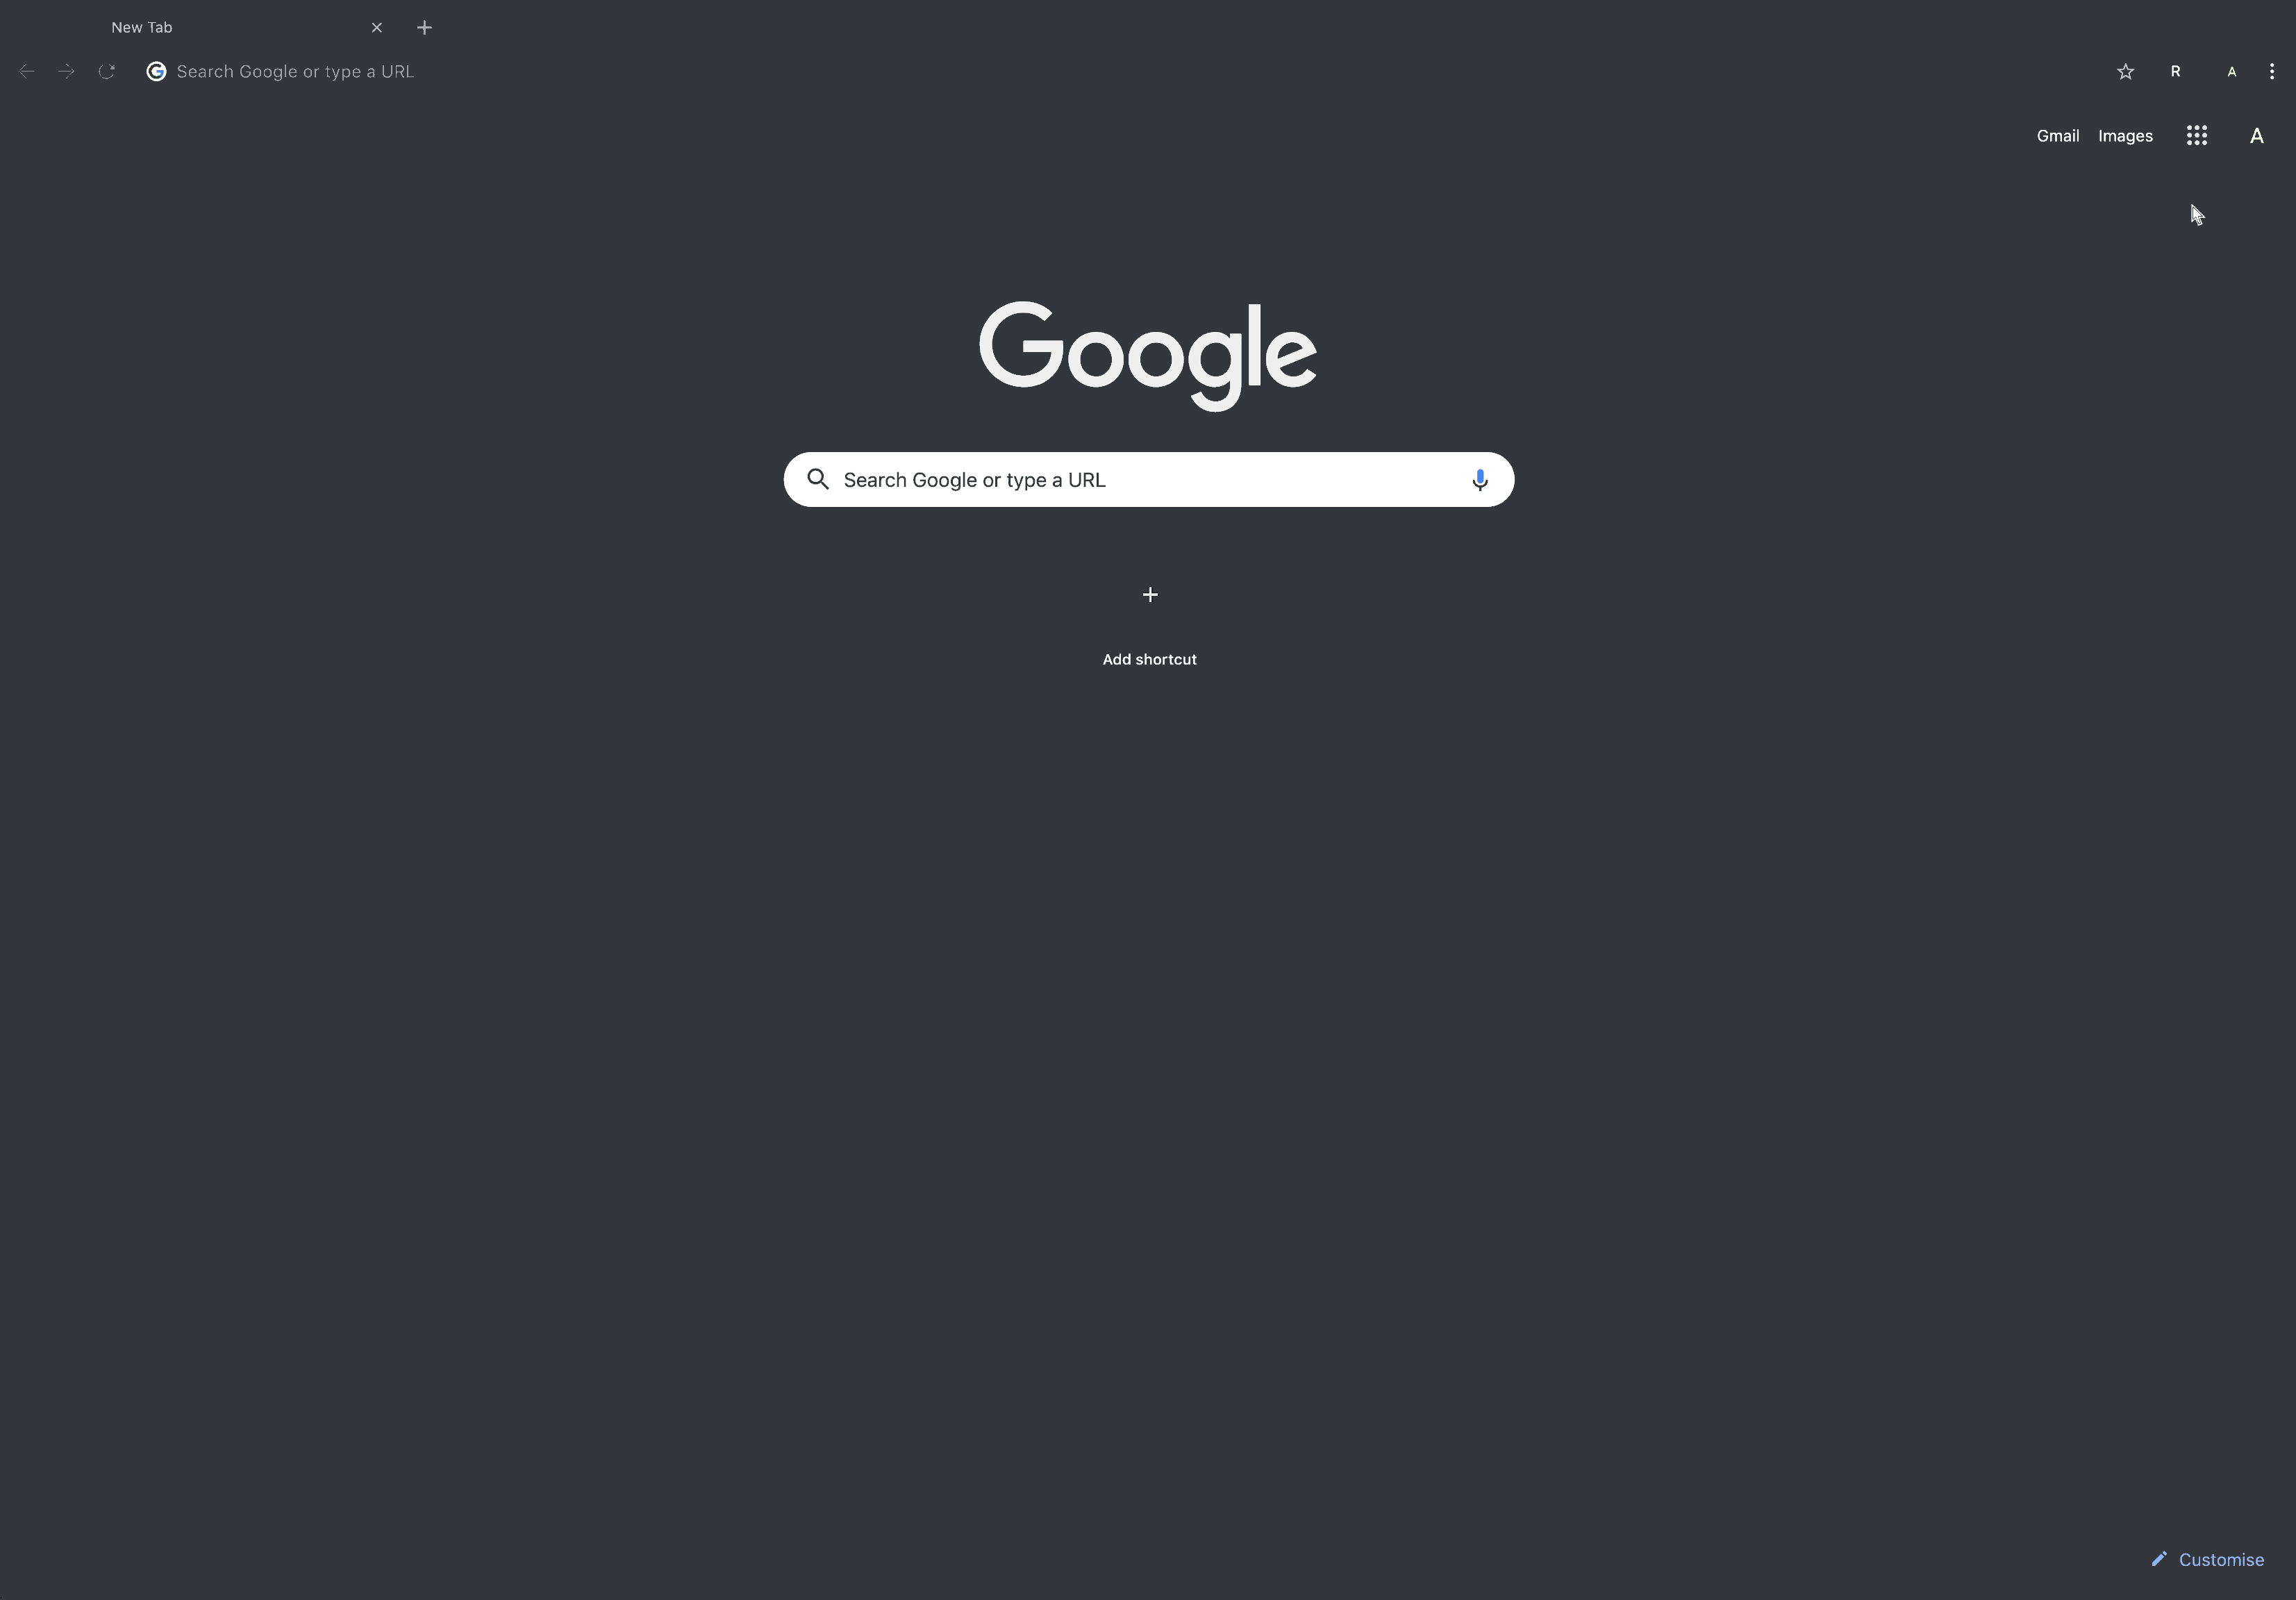 New Tab
Search Google or type a URL
R
A
Gmail
Images
A
Google
Search Google or type a URL
Add shortcut
Customise